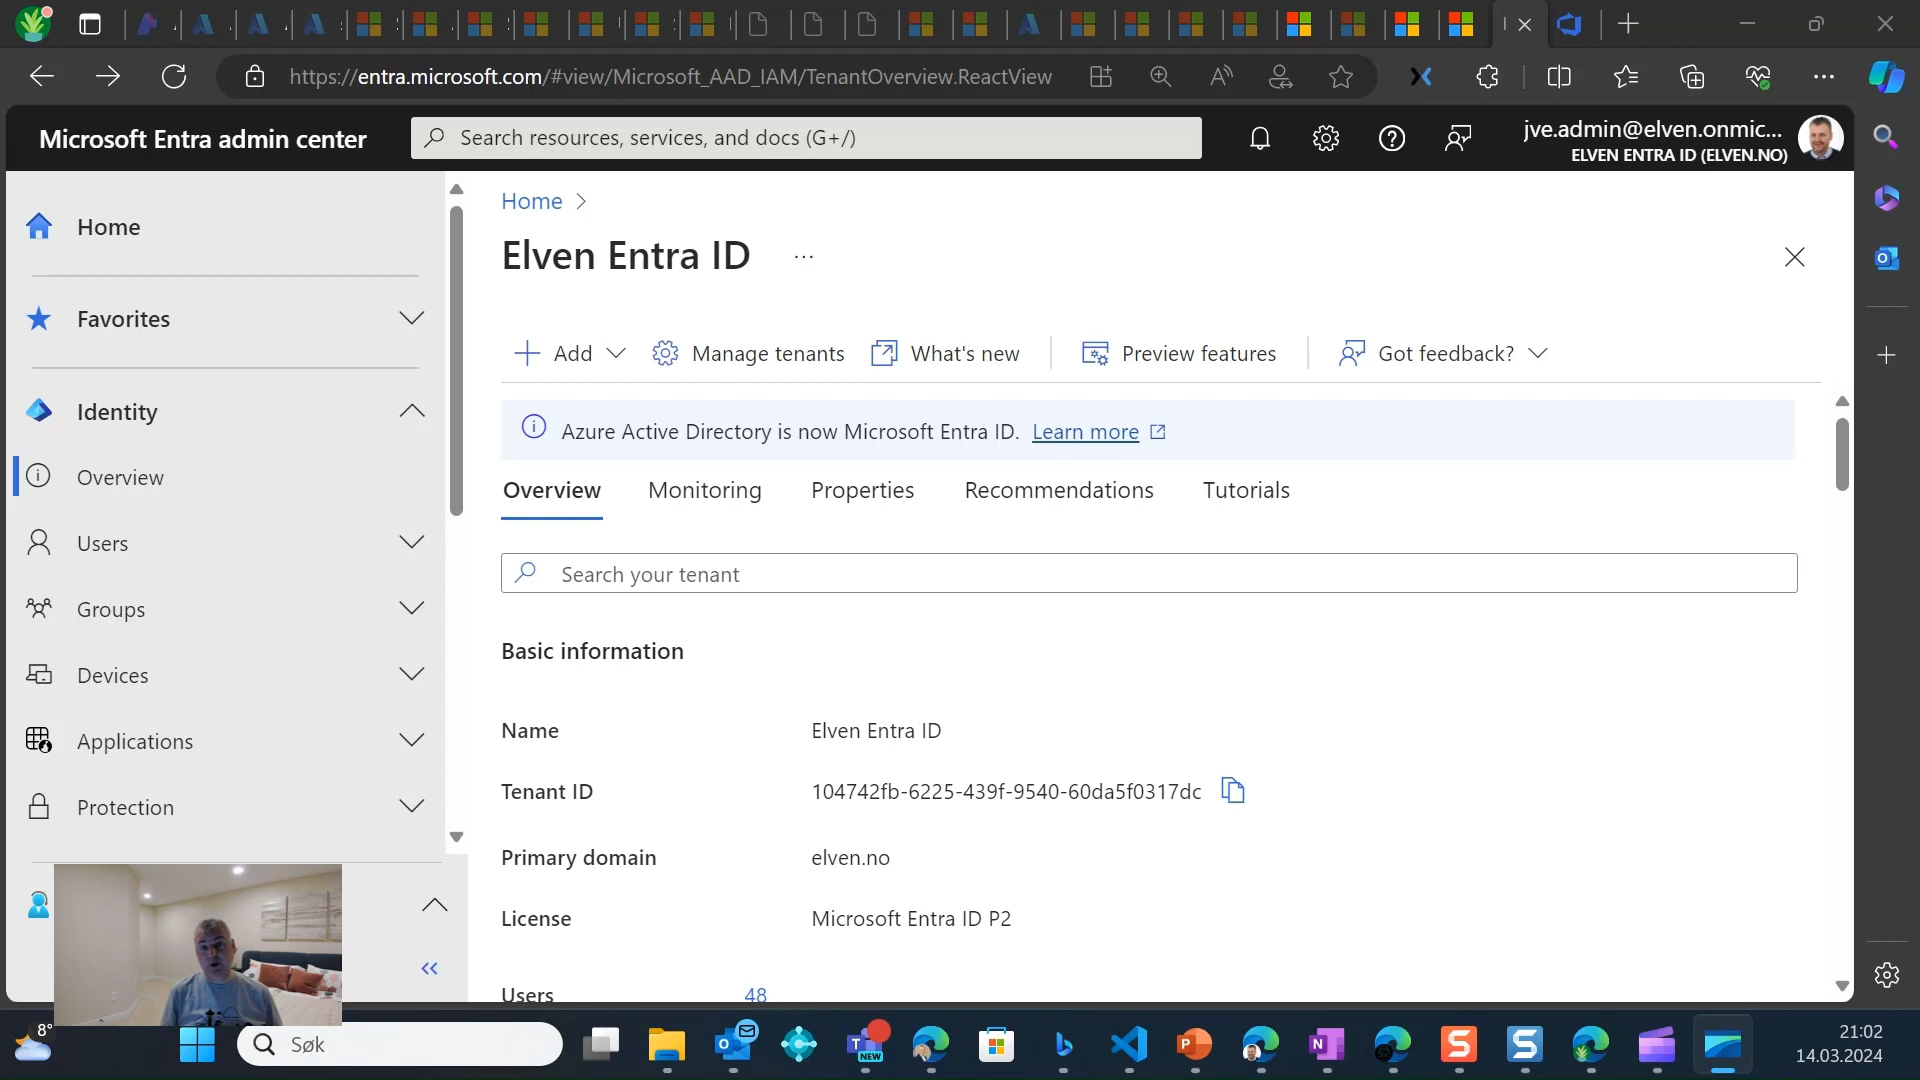 https://entra.microsoft.com/#view/Microsoft_AAD_IAM/TenantOverview.ReactView
Microsoft Entra admin center
Search resources, services, and docs (G+/)
jve.admin@elven.onmic...
ELVEN ENTRA ID (ELVEN.NO)
Home
Favorites
Identity
Overview
Users
Groups
Devices
Applications
Protection
Home
Elven Entra ID
...
Add
Manage tenants
What's new
Preview features
Got feedback?
Azure Active Directory is now Microsoft Entra ID. Learn more
Overview
Monitoring
Properties
Recommendations
Tutorials
Search your tenant
Basic information
Name
Elven Entra ID
Tenant ID
104742fb-6225-439f-9540-60da5f0317dc
Primary domain
elven.no
License
Microsoft Entra ID P2
Users
48
8°
Søk
NEW
21:02
14.03.2024